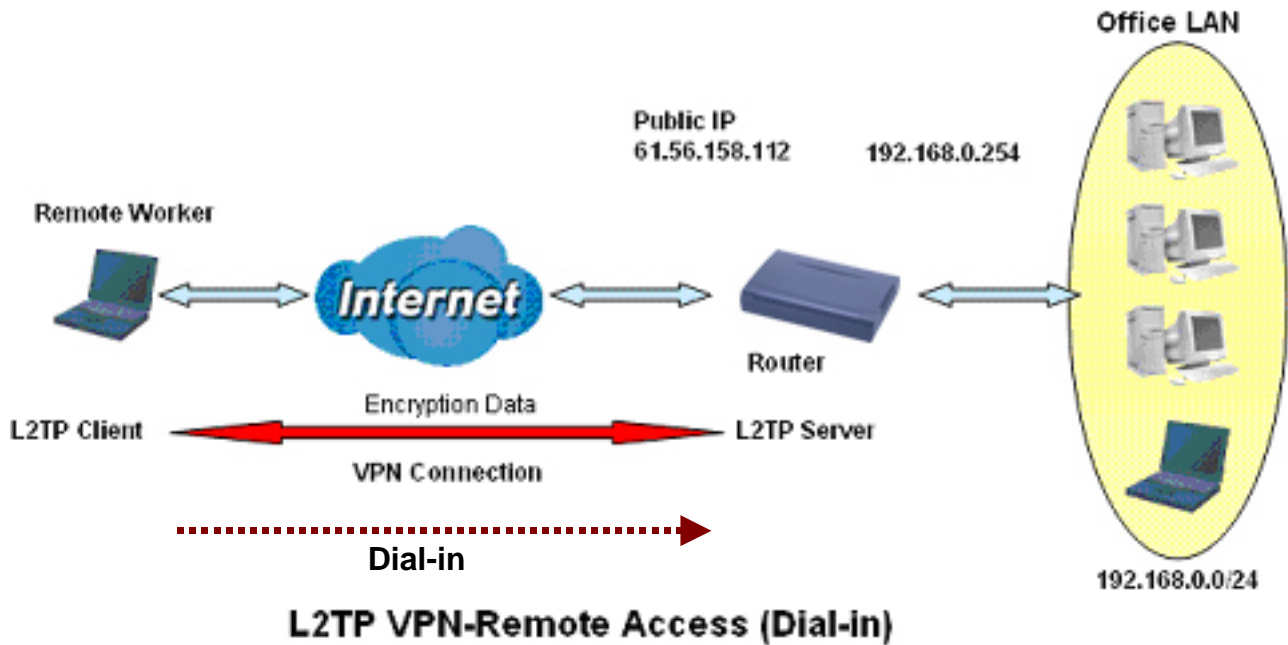 Office LAN
Public IP
61.56.158.112
192.168.0.254
Remote Worker
Internet
Router
Encryption Data
L2TP Client
L2TP Server
VPN Connection
Dial-in
192.168.0.0/24
L2TP VPN-Remote Access (Dial-in)